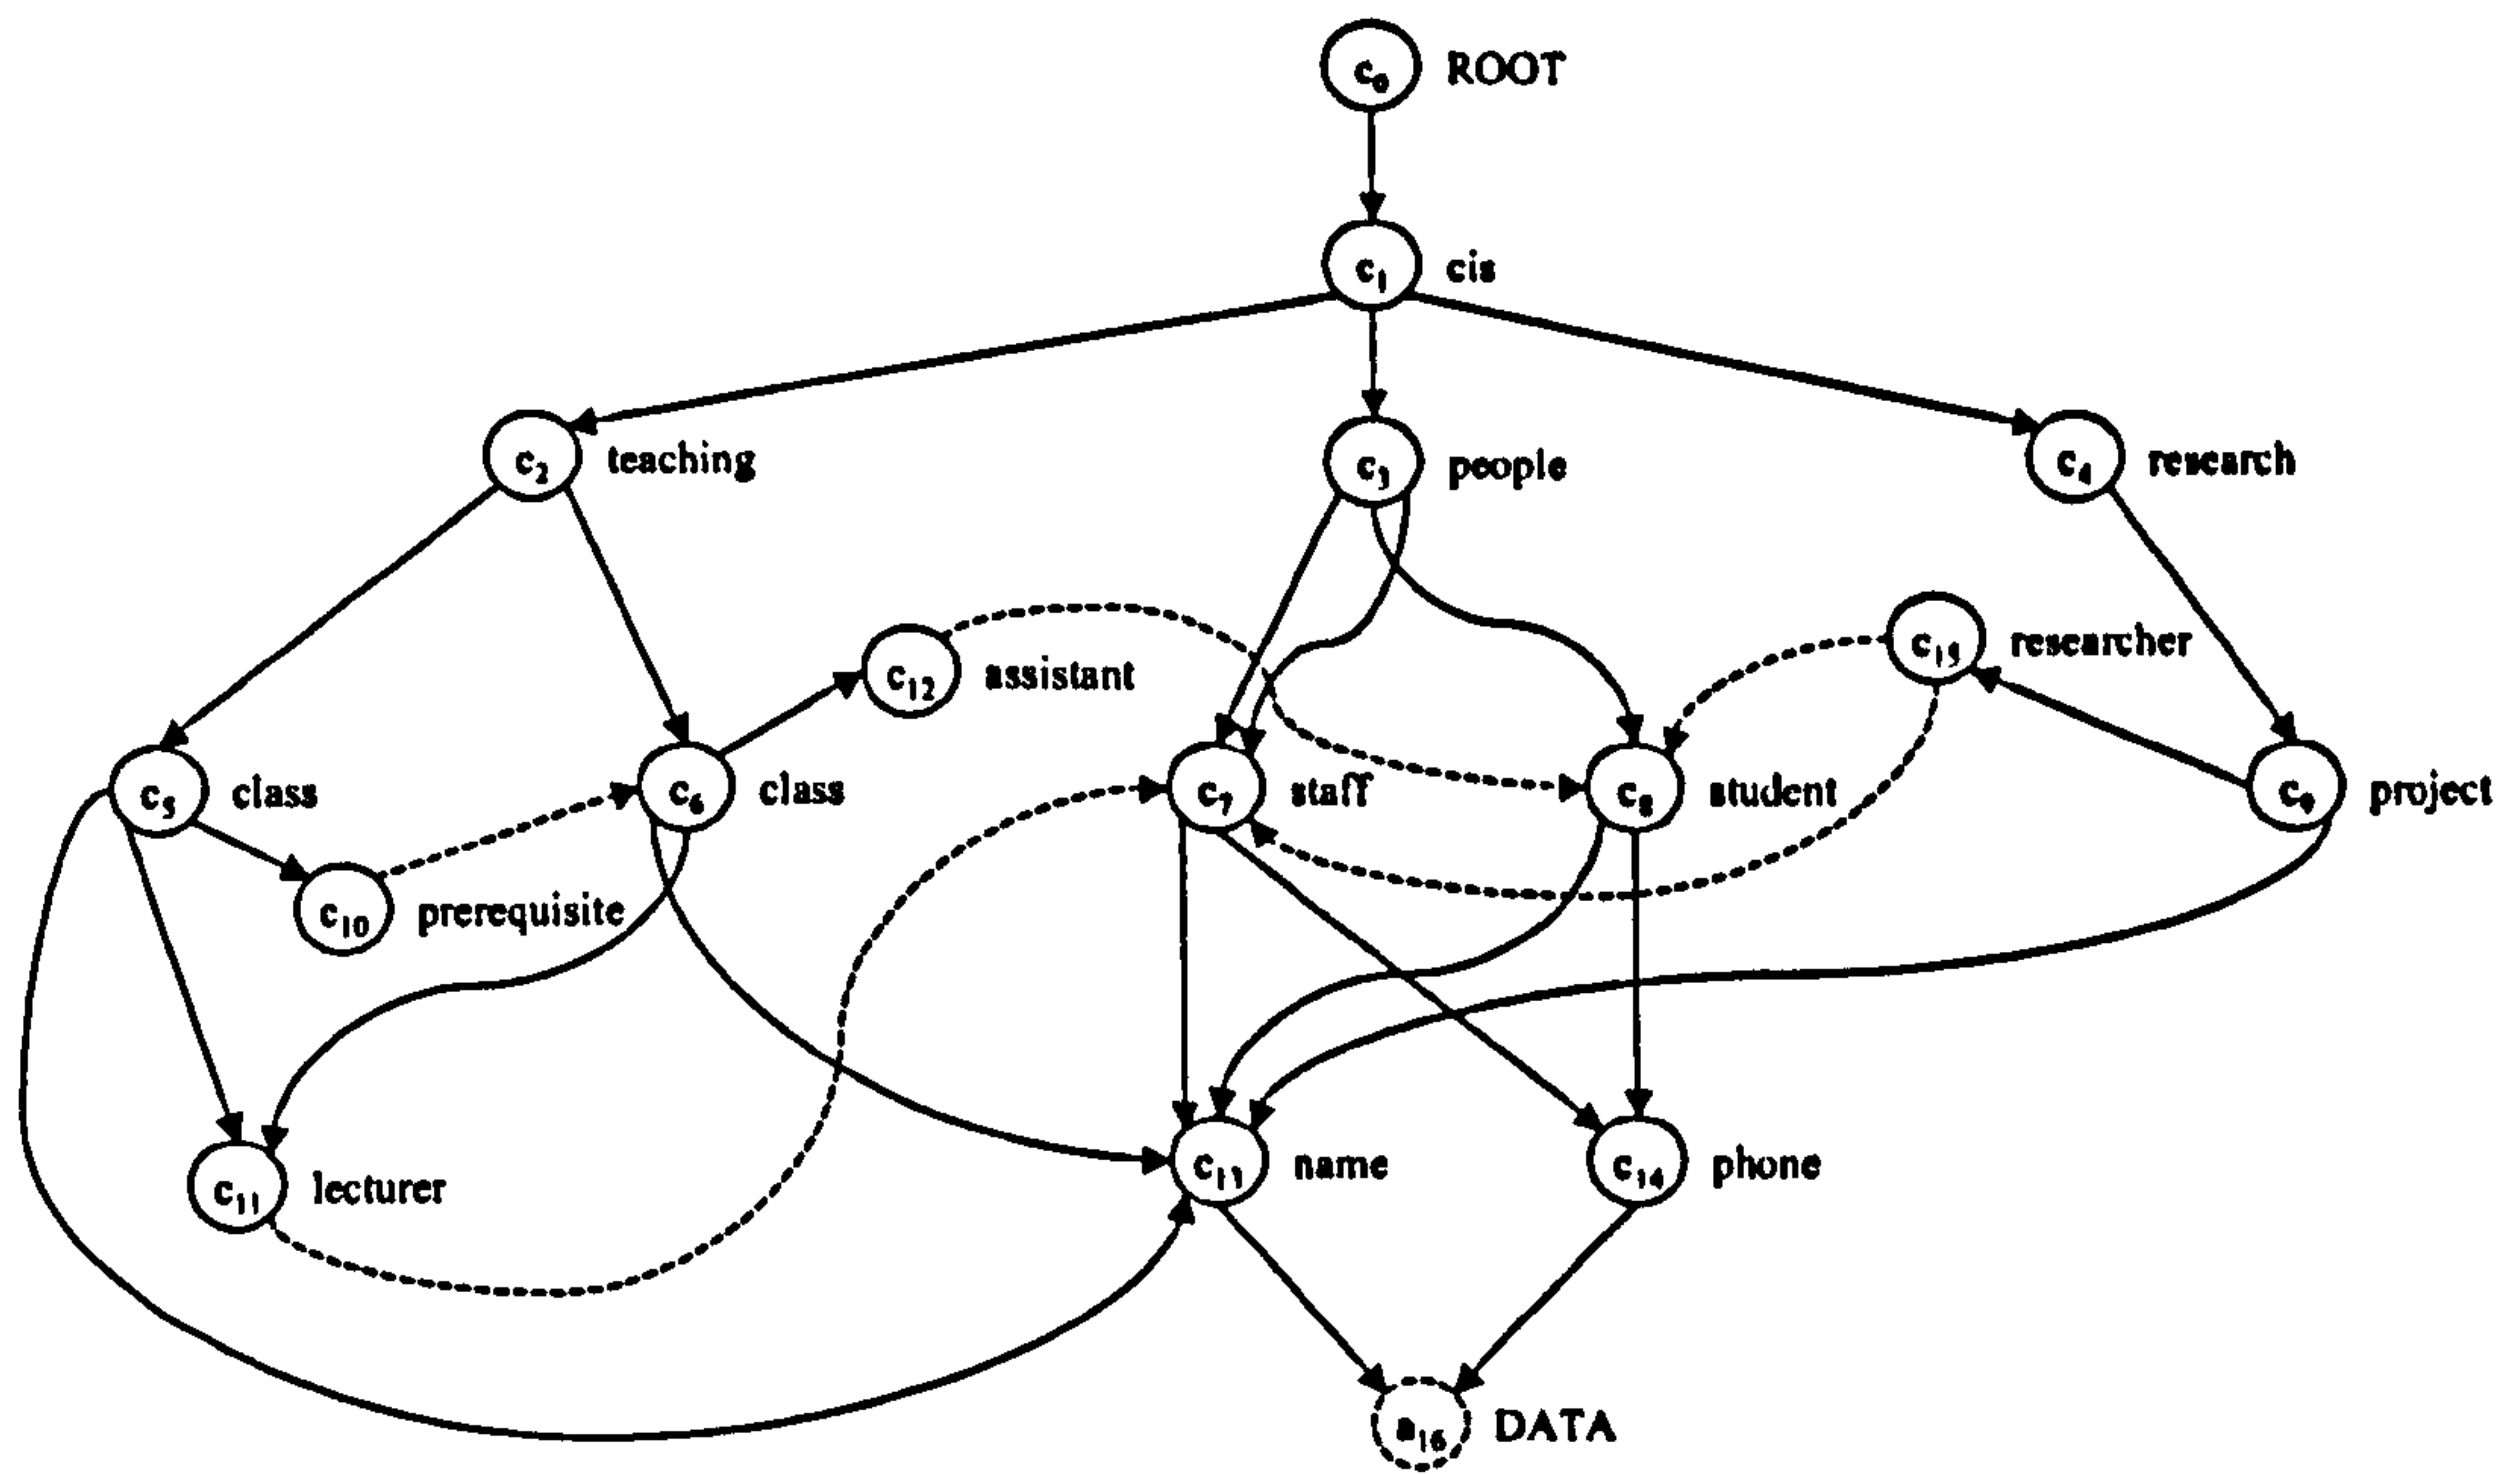 c0 ROOT
c1 cis
c2 teaching
c3 people
c4 research
c12 assistant
c15 researcher
c5 class
c6 class
c7 staff
c8 student
c9 project
c10 prerequisite
c11 lecturer
c13 name
c14 phone
n16 DATA